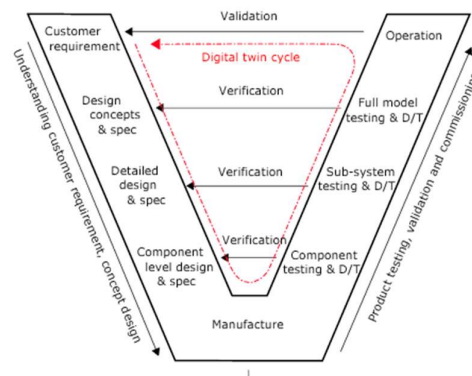 Validation
Customer
requirement
Operation
Digital twin cycle
Verification
Design
concepts
& spec
Full model
testing & D/T
Verification
Detailed
design
& spec
Sub-system
testing & D/T
Verification
Component
level design
& spec
Component
testing & D/T
Manufacture
Understanding customer requirement, concept design
Product testing, validation and commissioning